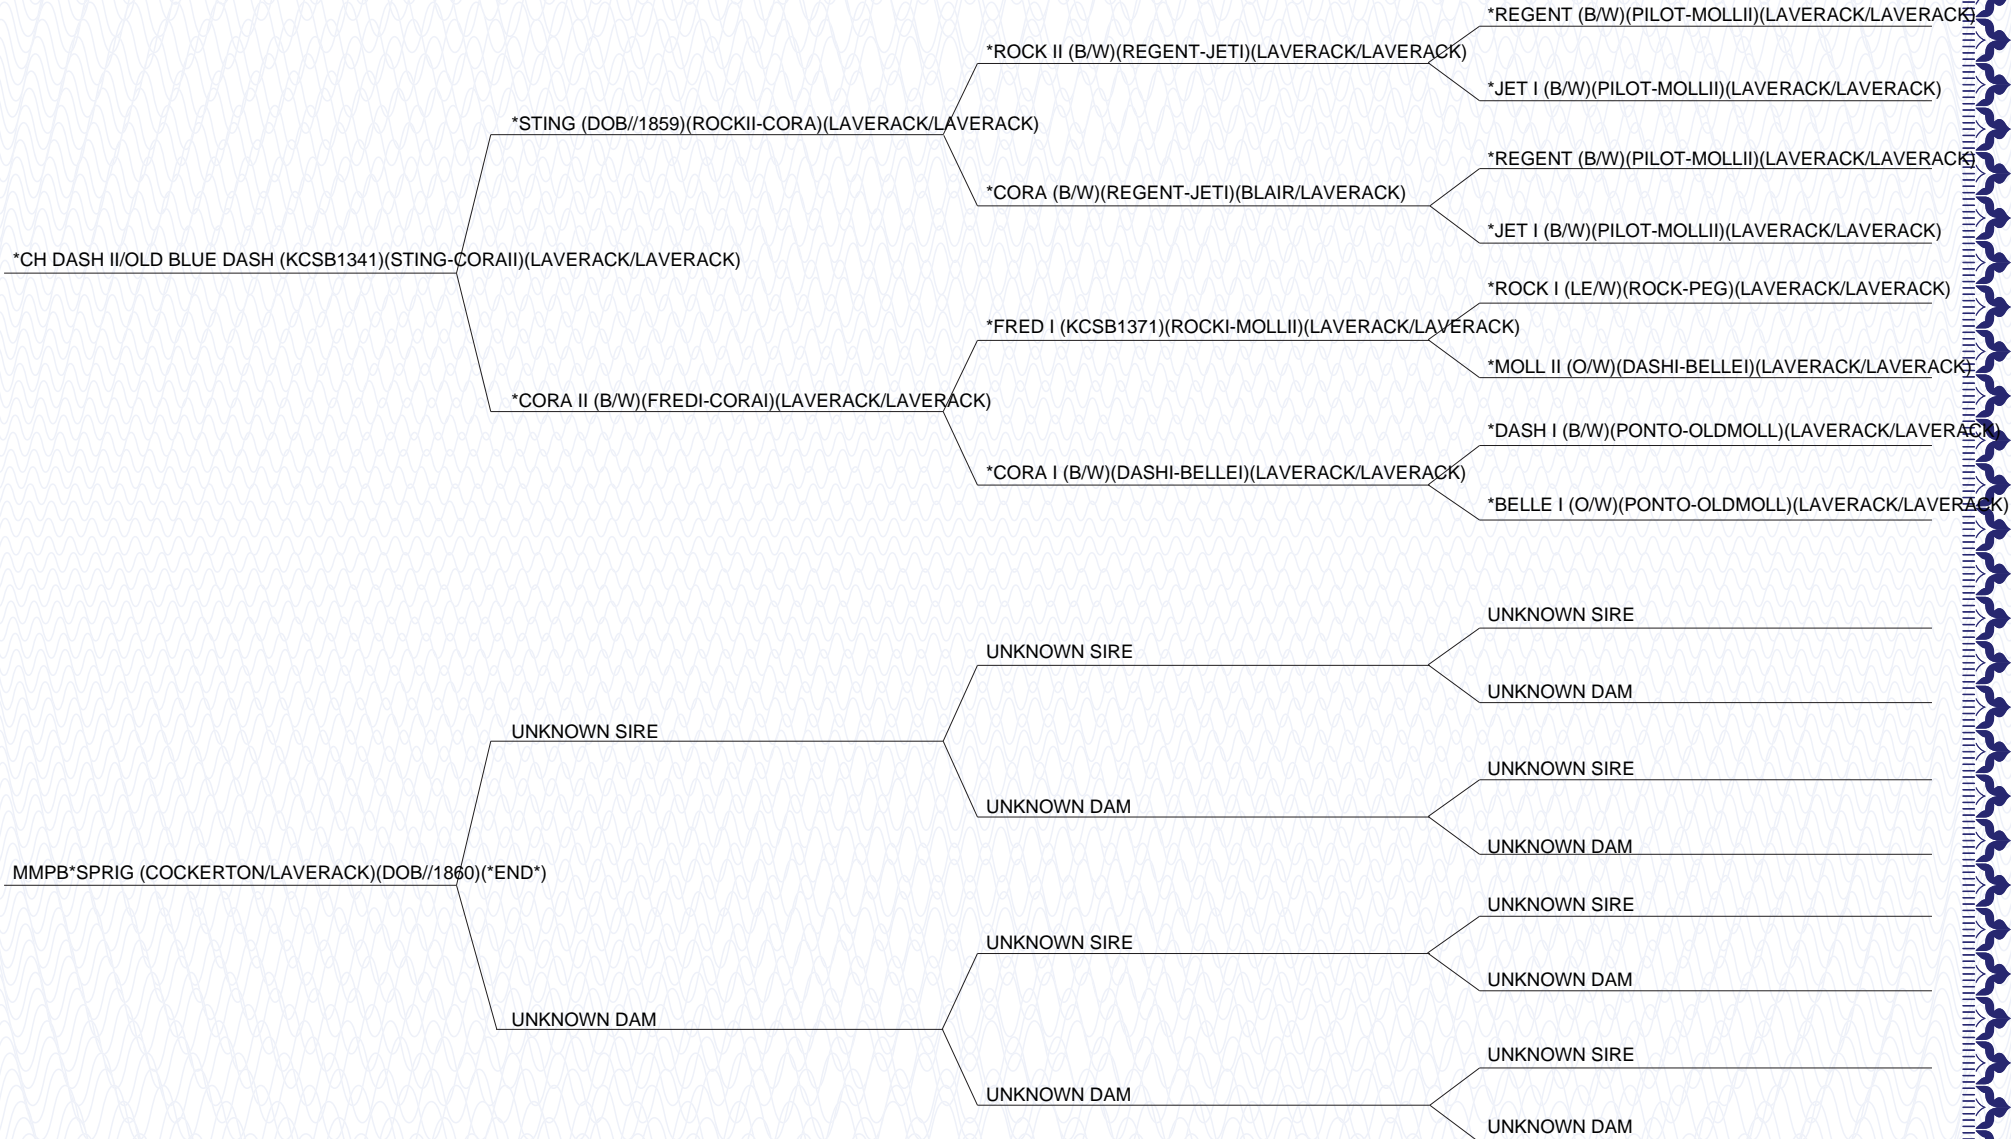 *REGENT (B/W)(PILOT-MOLLII)(LAVERACK/LAVERACK)
*ROCK II (B/W)(REGENT-JETI)(LAVERACK/LAVERACK)
*JET I (B/W)(PILOT-MOLLII)(LAVERACK/LAVERACK)
*STING (DOB//1859)(ROCKII-CORA)(LAVERACK/LAVERACK)
*REGENT (B/W)(PILOT-MOLLII)(LAVERACK/LAVERACK)
*CORA (B/W)(REGENT-JETI)(BLAIR/LAVERACK)
*JET I (B/W)(PILOT-MOLLII)(LAVERACK/LAVERACK)
*CH DASH II/OLD BLUE DASH (KCSB1341)(STING-CORAII)(LAVERACK/LAVERACK)
*ROCK I (LE/W)(ROCK-PEG)(LAVERACK/LAVERACK)
*FRED I (KCSB1371)(ROCKI-MOLLII)(LAVERACK/LAVERACK)
*MOLL II (O/W)(DASHI-BELLEI)(LAVERACK/LAVERACK)
*CORA II (B/W)(FREDI-CORAI)(LAVERACK/LAVERACK)
*DASH I (B/W)(PONTO-OLDMOLL)(LAVERACK/LAVERACK)
*CORA I (B/W)(DASHI-BELLEI)(LAVERACK/LAVERACK)
*BELLE I (O/W)(PONTO-OLDMOLL)(LAVERACK/LAVERACK)
UNKNOWN SIRE
UNKNOWN SIRE
UNKNOWN DAM
UNKNOWN SIRE
UNKNOWN SIRE
UNKNOWN DAM
UNKNOWN DAM
MMPB*SPRIG (COCKERTON/LAVERACK)(DOB//1860)(*END*)
UNKNOWN SIRE
UNKNOWN SIRE
UNKNOWN DAM
UNKNOWN DAM
UNKNOWN SIRE
UNKNOWN DAM
UNKNOWN DAM